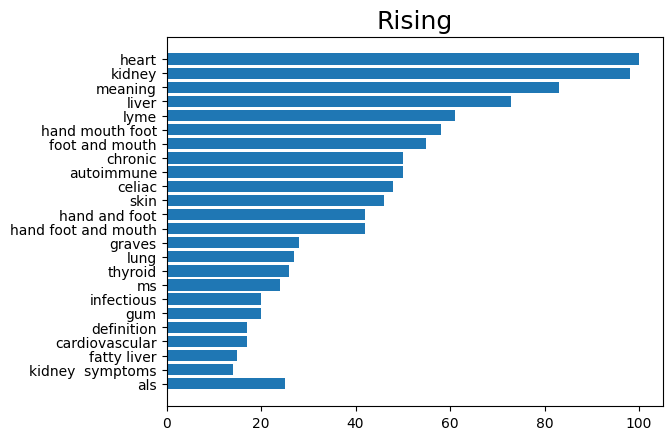 Rising
heart
kidney
meaning
liver
lyme
hand mouth foot
foot and mouth
chronic
autoimmune
celiac
skin
hand and foot
hand foot and mouth
graves
lung
thyroid
ms
infectious
gum
definition
cardiovascular
fatty liver
kidney  symptoms
als
0 20 40 60 80 100